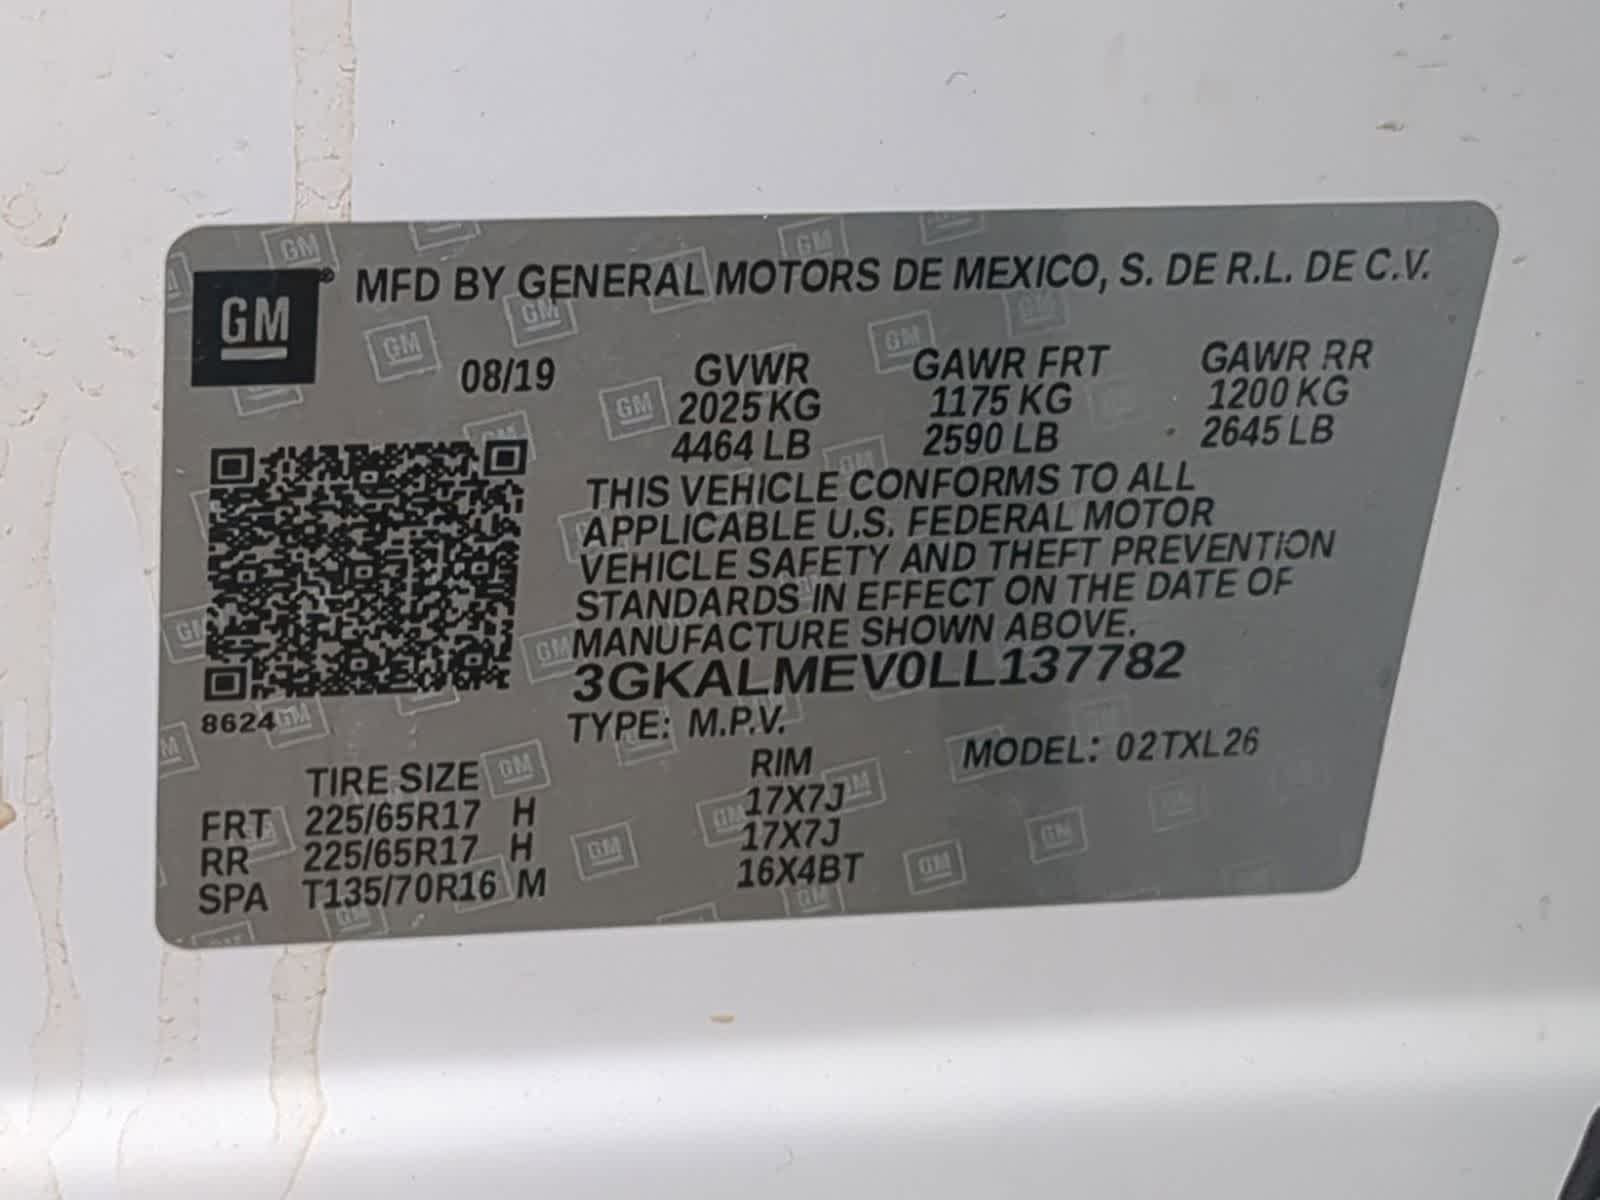 GM® MFD BY GENERAL MOTORS DE MEXICO, S. DE R.L. DE C.V.
08/19 GVWR GAWR FRT GAWR RR
2025 KG 1175 KG 1200 KG
4464 LB 2590 LB 2645 LB
THIS VEHICLE CONFORMS TO ALL
APPLICABLE U.S. FEDERAL MOTOR
VEHICLE SAFETY AND THEFT PREVENTION
STANDARDS IN EFFECT ON THE DATE OF
MANUFACTURE SHOWN ABOVE.
3GKALMEV0LL137782
8624
TYPE: M.P.V. MODEL: 02TXL26
TIRE SIZE RIM
FRT 225/65R17 H 17X7J
RR 225/65R17 H 17X7J
SPA T135/70R16 M 16X4BT